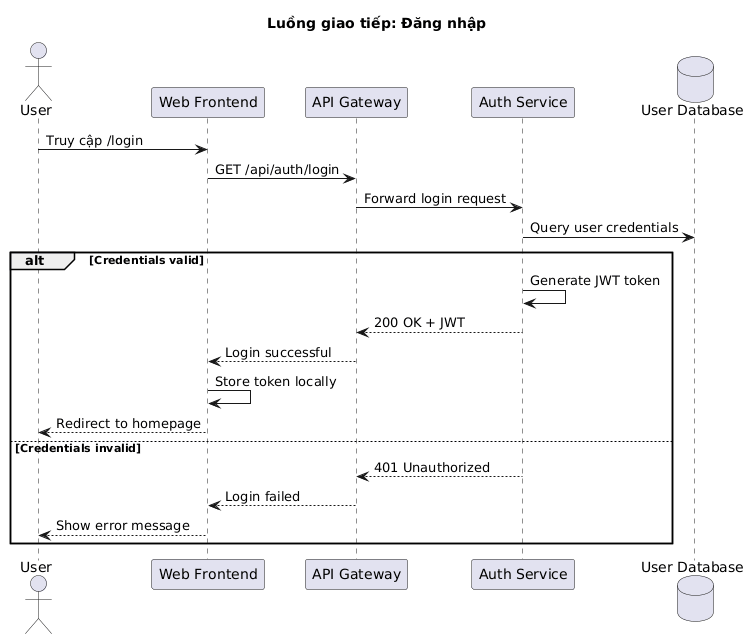 Luồng giao tiếp: Đăng nhập
User
Web Frontend
API Gateway
Auth Service
User Database
Truy cập /login
GET /api/auth/login
Forward login request
Query user credentials
alt
[Credentials valid]
Generate JWT token
200 OK + JWT
Login successful
Store token locally
Redirect to homepage
[Credentials invalid]
401 Unauthorized
Login failed
Show error message
User
Web Frontend
API Gateway
Auth Service
User Database